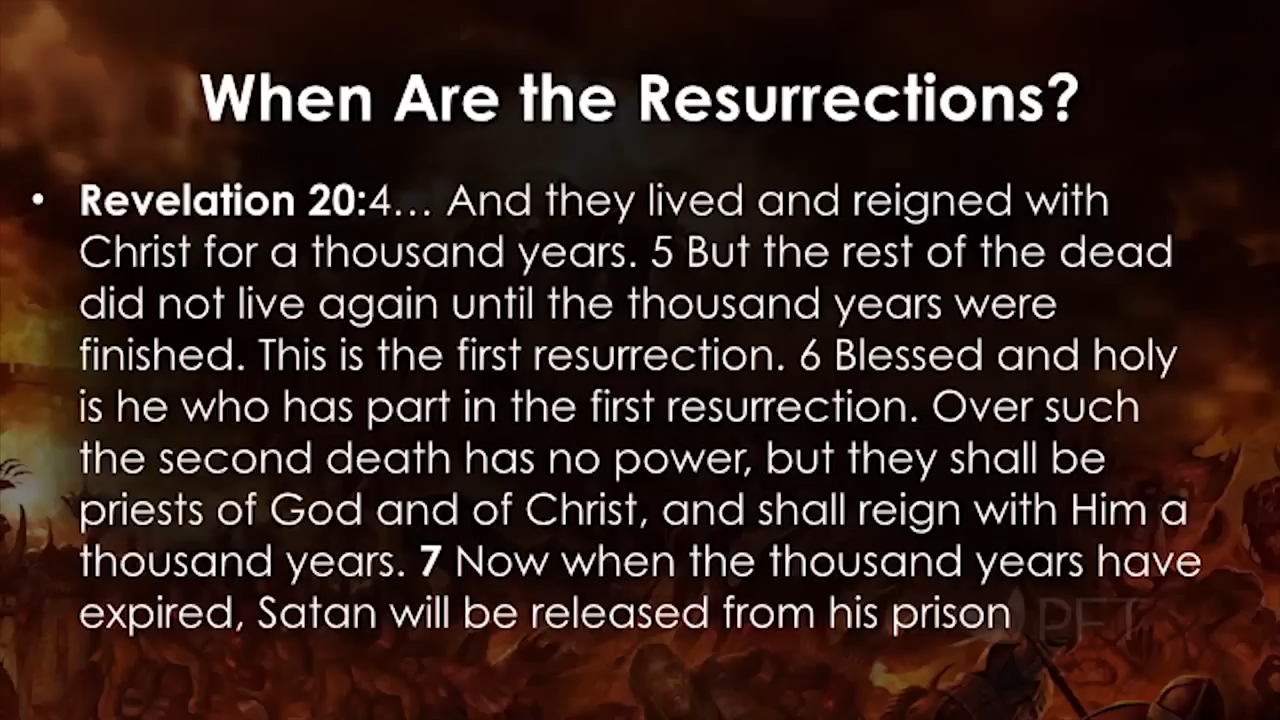 When Are the Resurrections?
• Revelation 20:4… And they lived and reigned with
Christ for a thousand years. 5 But the rest of the dead
did not live again until the thousand years were
finished. This is the first resurrection. 6 Blessed and holy
is he who has part in the first resurrection. Over such
the second death has no power, but they shall be
priests of God and of Christ, and shall reign with Him a
thousand years. 7 Now when the thousand years have
expired, Satan will be released from his prison
PFT